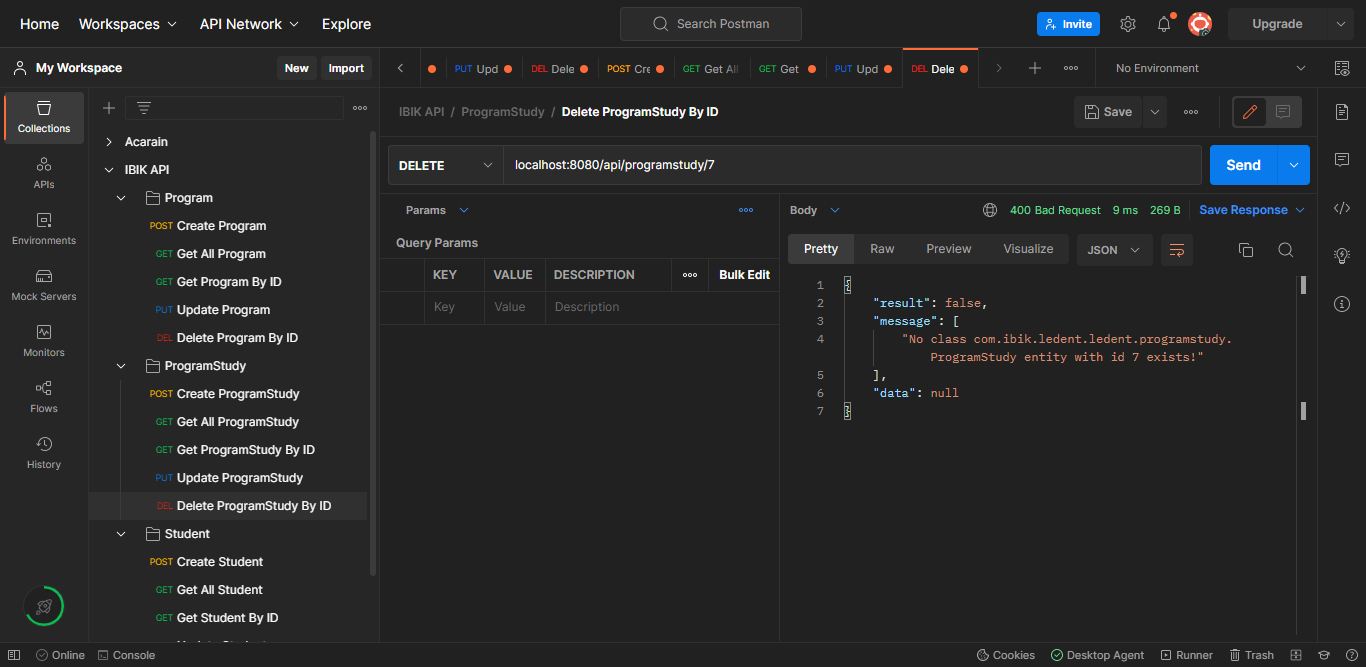 Home Workspaces API Network Explore Search Postman Invite Upgrade
My Workspace New Import
PUT Upd DEL Dele POST Cre GET Get All GET Get PUT Upd DEL Dele No Environment
Collections
APIs
Environments
Mock Servers
Monitors
Flows
History
Acarain
IBIK API
Program
POST Create Program
GET Get All Program
GET Get Program By ID
PUT Update Program
DEL Delete Program By ID
ProgramStudy
POST Create ProgramStudy
GET Get All ProgramStudy
GET Get ProgramStudy By ID
PUT Update ProgramStudy
DEL Delete ProgramStudy By ID
Student
POST Create Student
GET Get All Student
GET Get Student By ID
IBIK API / ProgramStudy / Delete ProgramStudy By ID Save
DELETE localhost:8080/api/programstudy/7 Send
Params
Query Params
KEY VALUE DESCRIPTION Bulk Edit
Key Value Description
Body 400 Bad Request 9 ms 269 B Save Response
Pretty Raw Preview Visualize JSON
1 {
2 "result": false,
3 "message": [
4 "No class com.ibik.ledent.ledent.programstudy.
ProgramStudy entity with id 7 exists!"
5 ],
6 "data": null
7 }
Online Console Cookies Desktop Agent Runner Trash